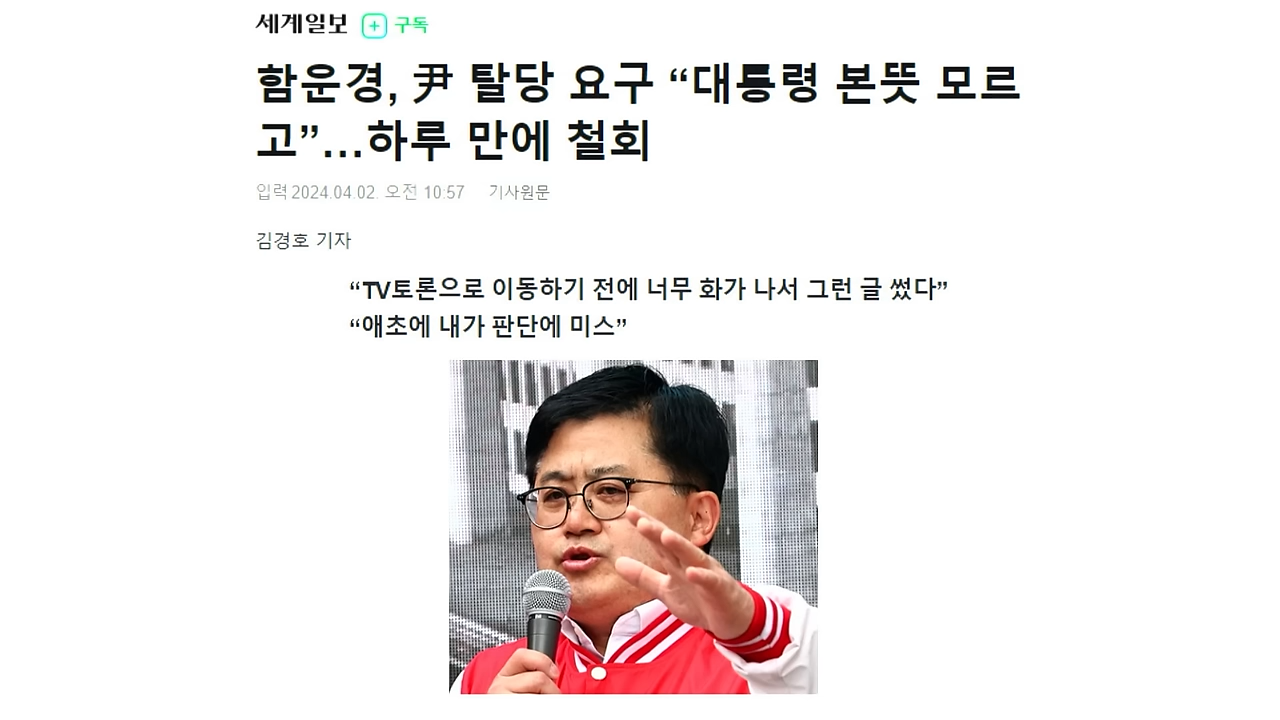 세계일보 + 구독
함운경, 尹 탈당 요구 “대통령 본뜻 모르
고”…하루 만에 철회
입력 2024.04.02. 오전 10:57 기사원문
김경호 기자
“TV토론으로 이동하기 전에 너무 화가 나서 그런 글 썼다”
“애초에 내가 판단에 미스”